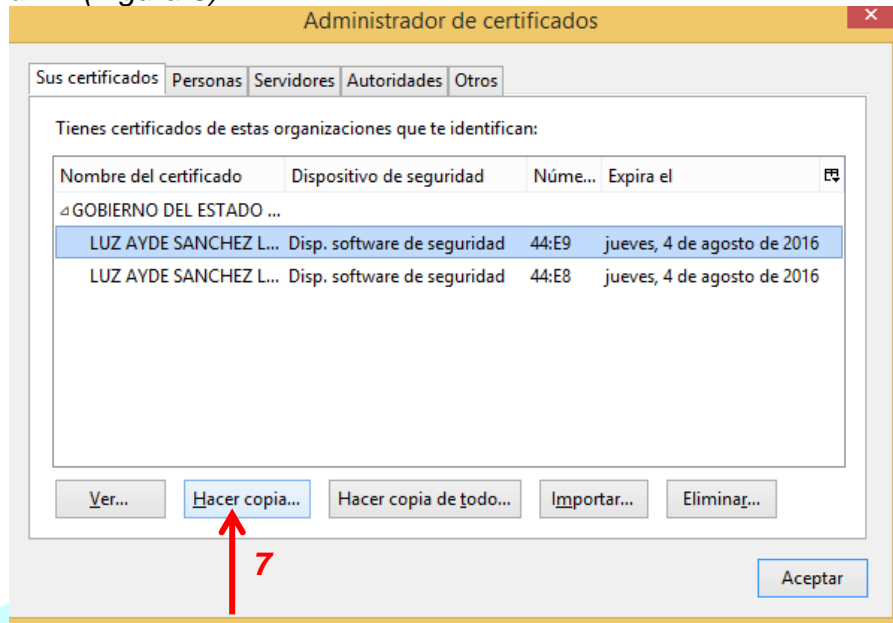 Administrador de certificados
Sus certificados Personas Servidores Autoridades Otros
Tienes certificados de estas organizaciones que te identifican:
Nombre del certificado Dispositivo de seguridad Núme... Expira el
GOBIERNO DEL ESTADO ...
LUZ AYDE SANCHEZ L... Disp. software de seguridad 44:E9 jueves, 4 de agosto de 2016
LUZ AYDE SANCHEZ L... Disp. software de seguridad 44:E8 jueves, 4 de agosto de 2016
Ver... Hacer copia... Hacer copia de todo... Importar... Eliminar...
7
Aceptar